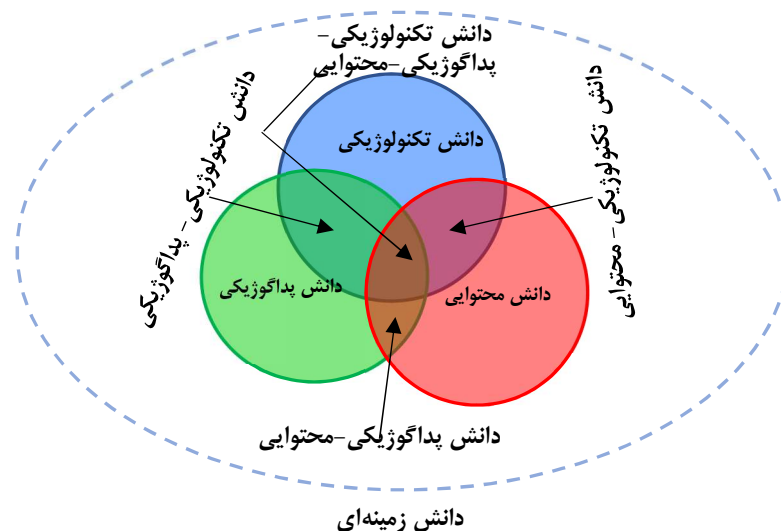 دانش تکنولوژیکی-
پداگوژیکی-محتوایی
دانش تکنولوژیکی - محتوایی
دانش تکنولوژیکی - پداگوژیکی
دانش تکنولوژیکی
دانش پداگوژیکی
دانش محتوایی
دانش پداگوژیکی-محتوایی
دانش زمینه‌ای